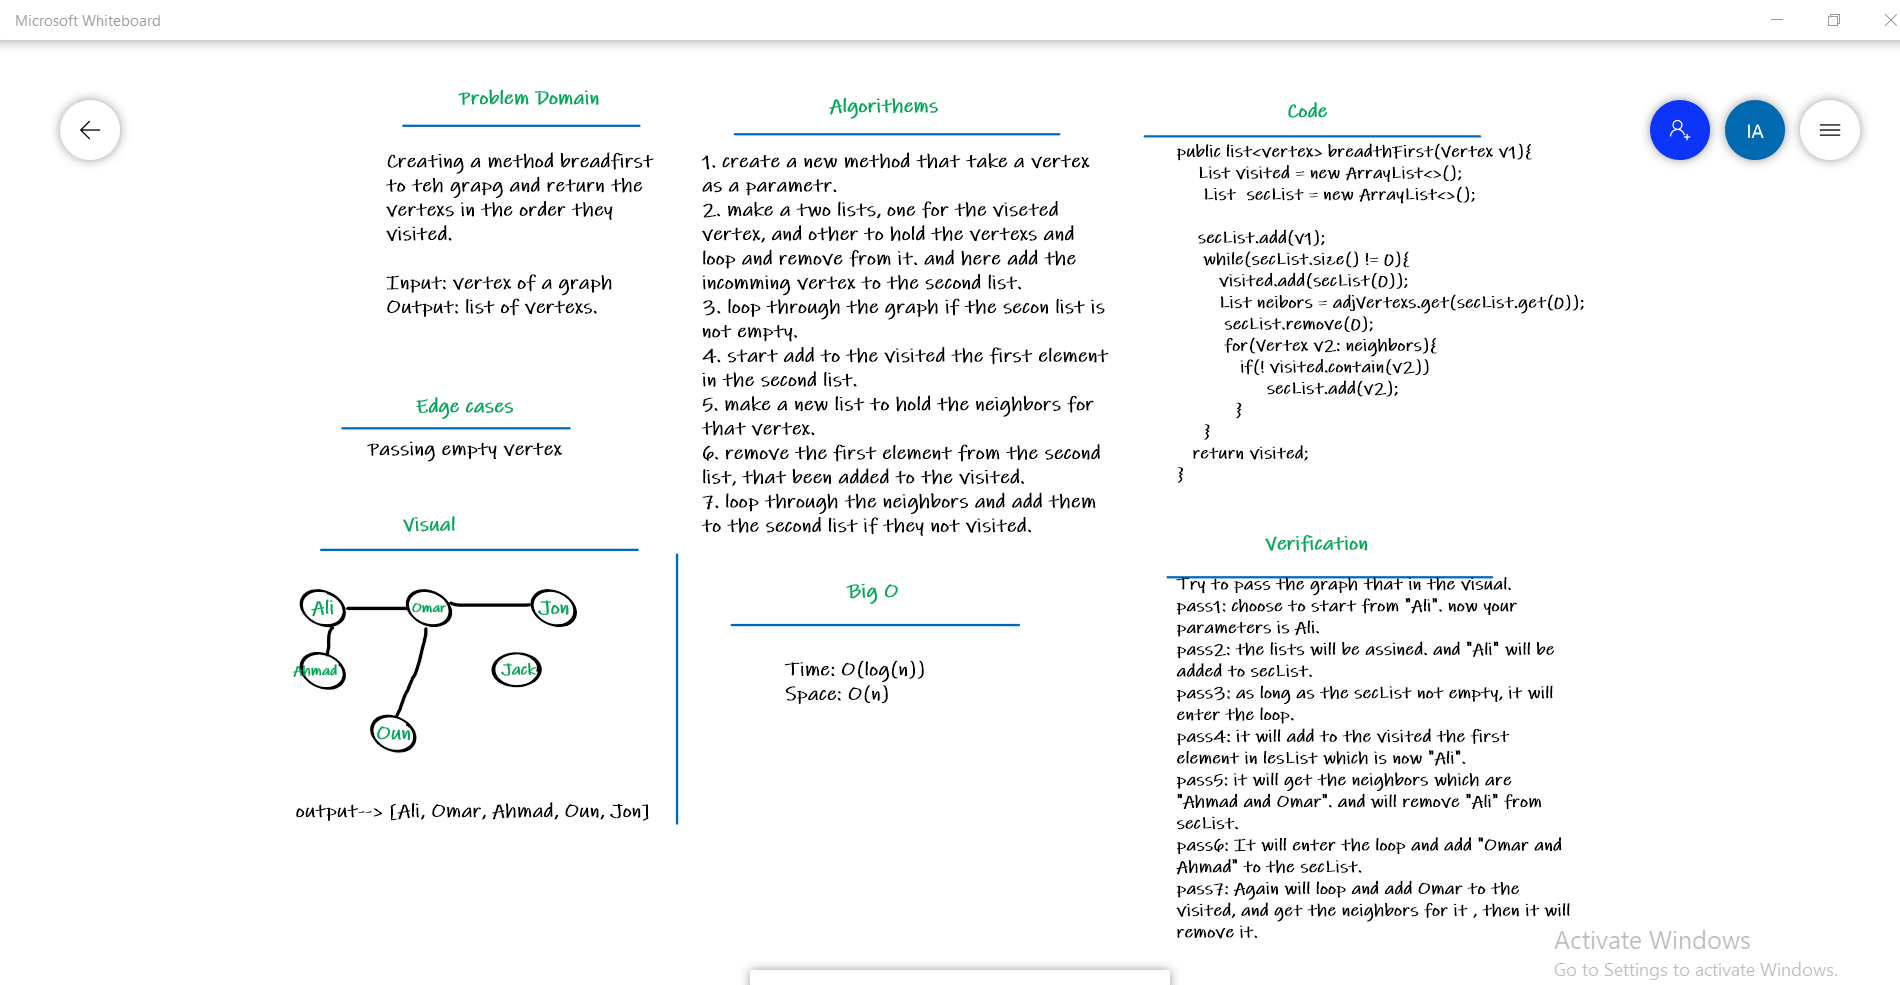 Microsoft Whiteboard
IA
Problem Domain
Creating a method breadfirst
to teh grapg and return the
vertexs in the order they
visited.
Input: vertex of a graph
Output: list of vertexs.
Edge cases
Passing empty vertex
Visual
Ali
Omar
Jon
Ahmad
Jack
Oun
output--> [Ali, Omar, Ahmad, Oun, Jon]
Algorithems
1. create a new method that take a vertex
as a parametr.
2. make a two lists, one for the viseted
vertex, and other to hold the vertexs and
loop and remove from it. and here add the
incomming vertex to the second list.
3. loop through the graph if the secon list is
not empty.
4. start add to the visited the first element
in the second list.
5. make a new list to hold the neighbors for
that vertex.
6. remove the first element from the second
list, that been added to the visited.
7. loop through the neighbors and add them
to the second list if they not visited.
Big O
Time: O(log(n))
Space: O(n)
Code
public list<vertex> breadthFirst(Vertex v1){
List visited = new ArrayList<>();
List secList = new ArrayList<>();
secList.add(v1);
while(secList.size() != 0){
visited.add(secList(0));
List neibors = adjVertexs.get(secList.get(0));
secList.remove(0);
for(Vertex v2: neighbors){
if(! visited.contain(v2))
secList.add(v2);
}
}
return visited;
}
Verification
Try to pass the graph that in the visual.
pass1: choose to start from "Ali". now your
parameters is Ali.
pass2: the lists will be assined. and "Ali" will be
added to secList.
pass3: as long as the secList not empty, it will
enter the loop.
pass4: it will add to the visited the first
element in lesList which is now "Ali".
pass5: it will get the neighbors which are
"Ahmad and Omar". and will remove "Ali" from
secList.
pass6: It will enter the loop and add "Omar and
Ahmad" to the secList.
pass7: Again will loop and add Omar to the
visited, and get the neighbors for it , then it will
remove it.
Activate Windows
Go to Settings to activate Windows.